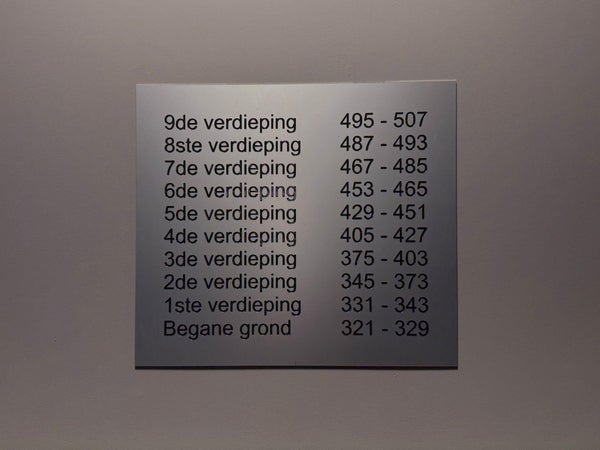 9de verdieping 495 - 507
8ste verdieping 487 - 493
7de verdieping 467 - 485
6de verdieping 453 - 465
5de verdieping 429 - 451
4de verdieping 405 - 427
3de verdieping 375 - 403
2de verdieping 345 - 373
1ste verdieping 331 - 343
Begane grond 321 - 329